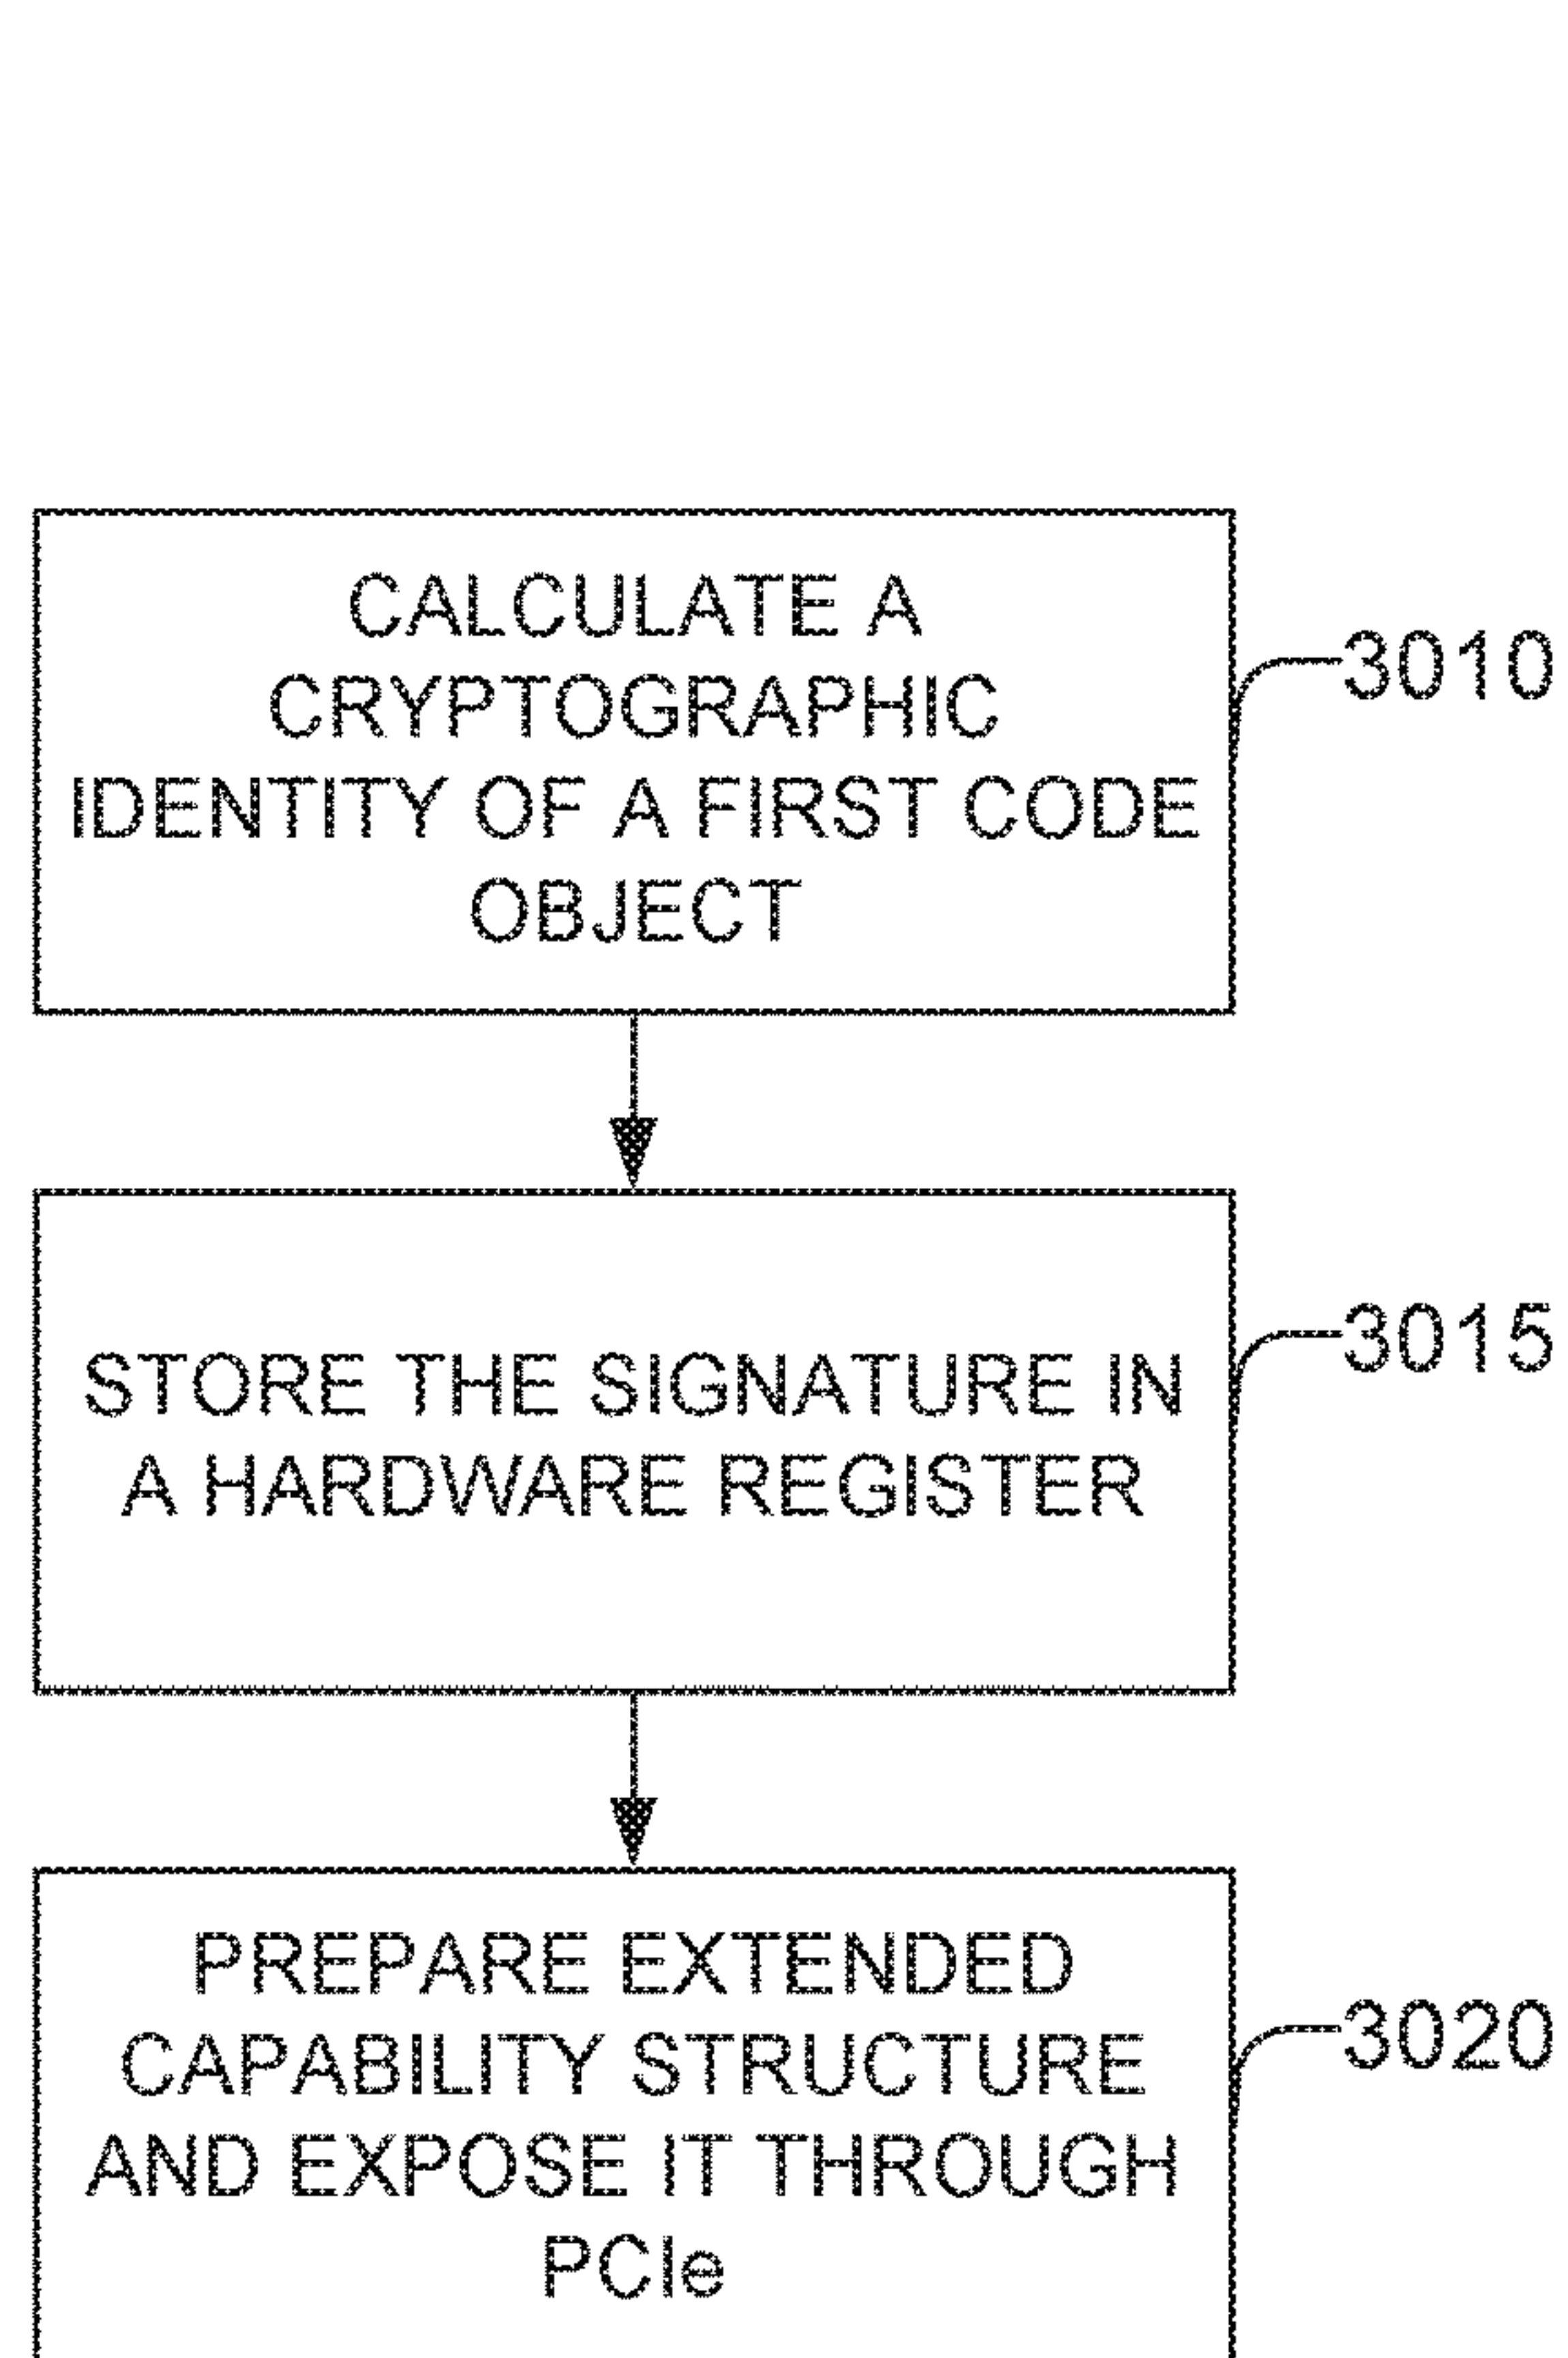 CALCULATE A
CRYPTOGRAPHIC
IDENTITY OF A FIRST CODE
OBJECT
3010
STORE THE SIGNATURE IN
A HARDWARE REGISTER
3015
PREPARE EXTENDED
CAPABILITY STRUCTURE
AND EXPOSE IT THROUGH
PCIe
3020